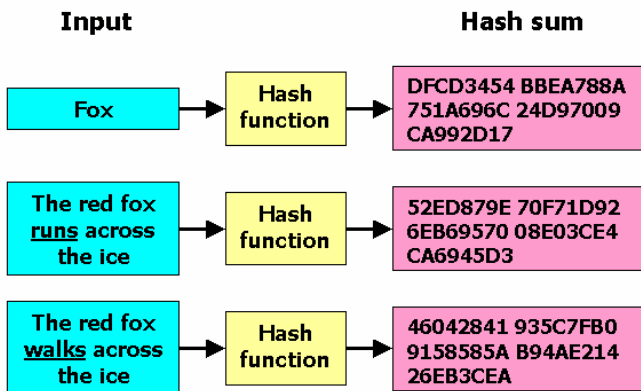 Input
Hash sum
Fox
Hash
function
DFCD3454 BBEA788A
751A696C 24D97009
CA992D17
The red fox
runs across
the ice
Hash
function
52ED879E 70F71D92
6EB69570 08E03CE4
CA6945D3
The red fox
walks across
the ice
Hash
function
46042841 935C7FB0
9158585A B94AE214
26EB3CEA